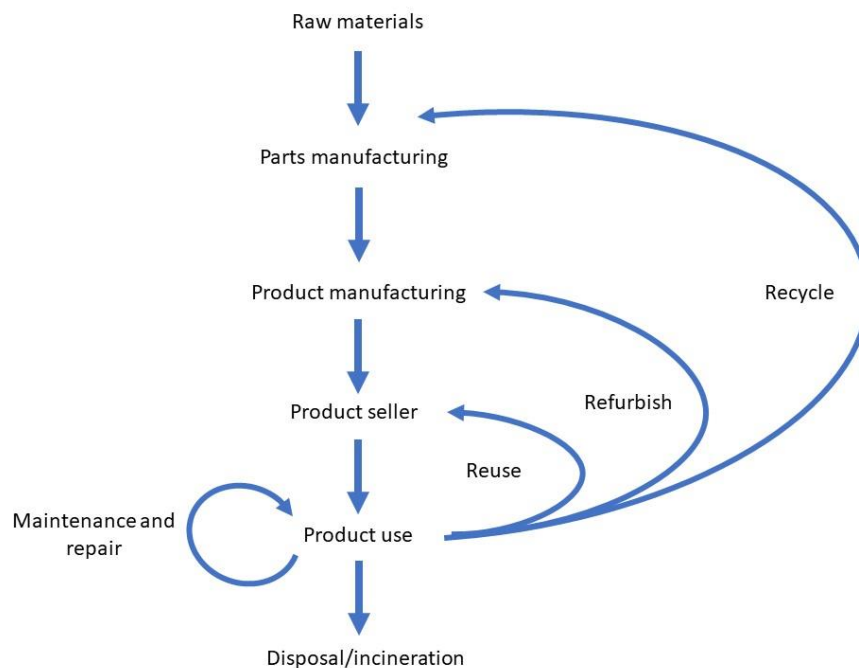 Raw materials
Parts manufacturing
Product manufacturing
Recycle
Refurbish
Product seller
Reuse
Maintenance and
repair
Product use
Disposal/incineration